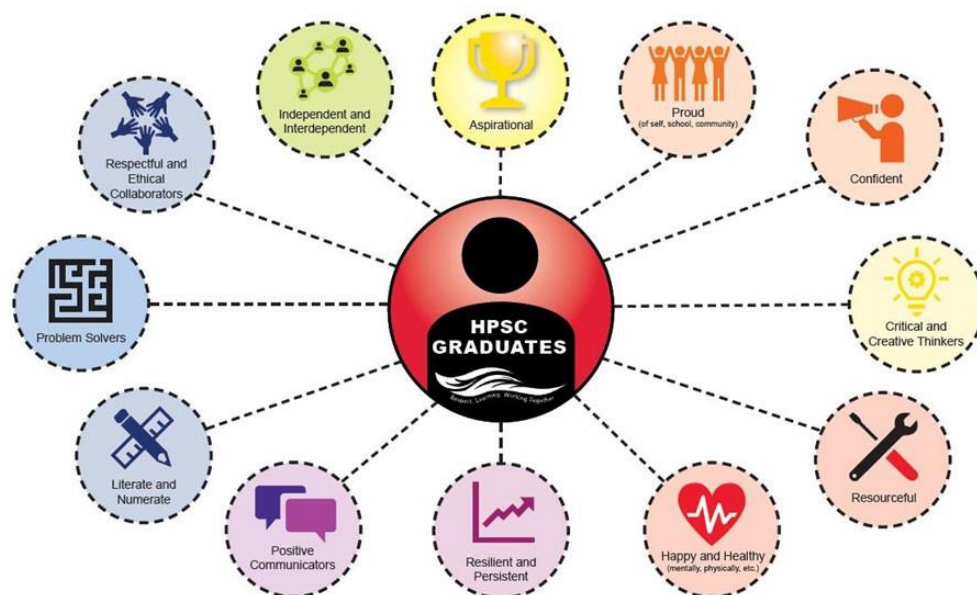 Independent and
Interdependent
Aspirational
Proud
(of self, school, community)
Confident
Critical and
Creative Thinkers
Resourceful
Happy and Healthy
(mentally, physically, etc.)
Resilient and
Persistent
Positive
Communicators
Literate and
Numerate
Problem Solvers
Respectful and
Ethical
Collaborators
HPSC
GRADUATES
Respect, Learning, Working Together